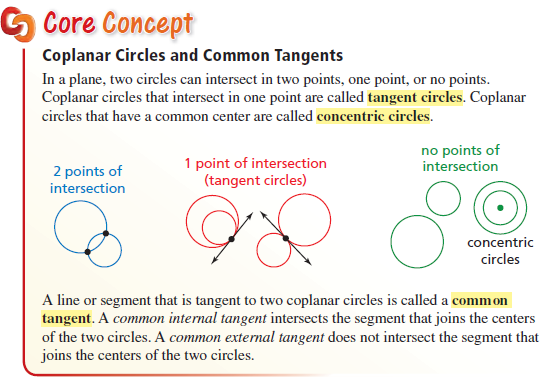 Core Concept
Coplanar Circles and Common Tangents
In a plane, two circles can intersect in two points, one point, or no points.
Coplanar circles that intersect in one point are called tangent circles. Coplanar
circles that have a common center are called concentric circles.
2 points of
intersection
1 point of intersection
(tangent circles)
no points of
intersection
concentric
circles
A line or segment that is tangent to two coplanar circles is called a common
tangent. A common internal tangent intersects the segment that joins the centers
of the two circles. A common external tangent does not intersect the segment that
joins the centers of the two circles.